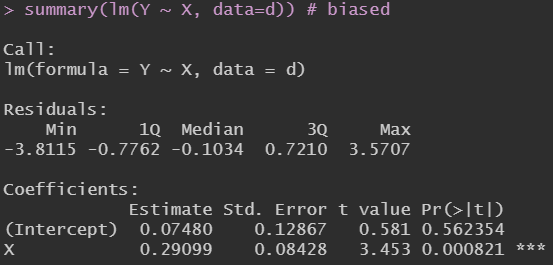 > summary(lm(Y ~ X, data=d)) # biased
Call:
lm(formula = Y ~ X, data = d)
Residuals:
Min 1Q Median 3Q Max
-3.8115 -0.7762 -0.1034 0.7210 3.5707
Coefficients:
Estimate Std. Error t value Pr(>|t|)
(Intercept) 0.07480 0.12867 0.581 0.562354
X 0.29099 0.08428 3.453 0.000821 ***